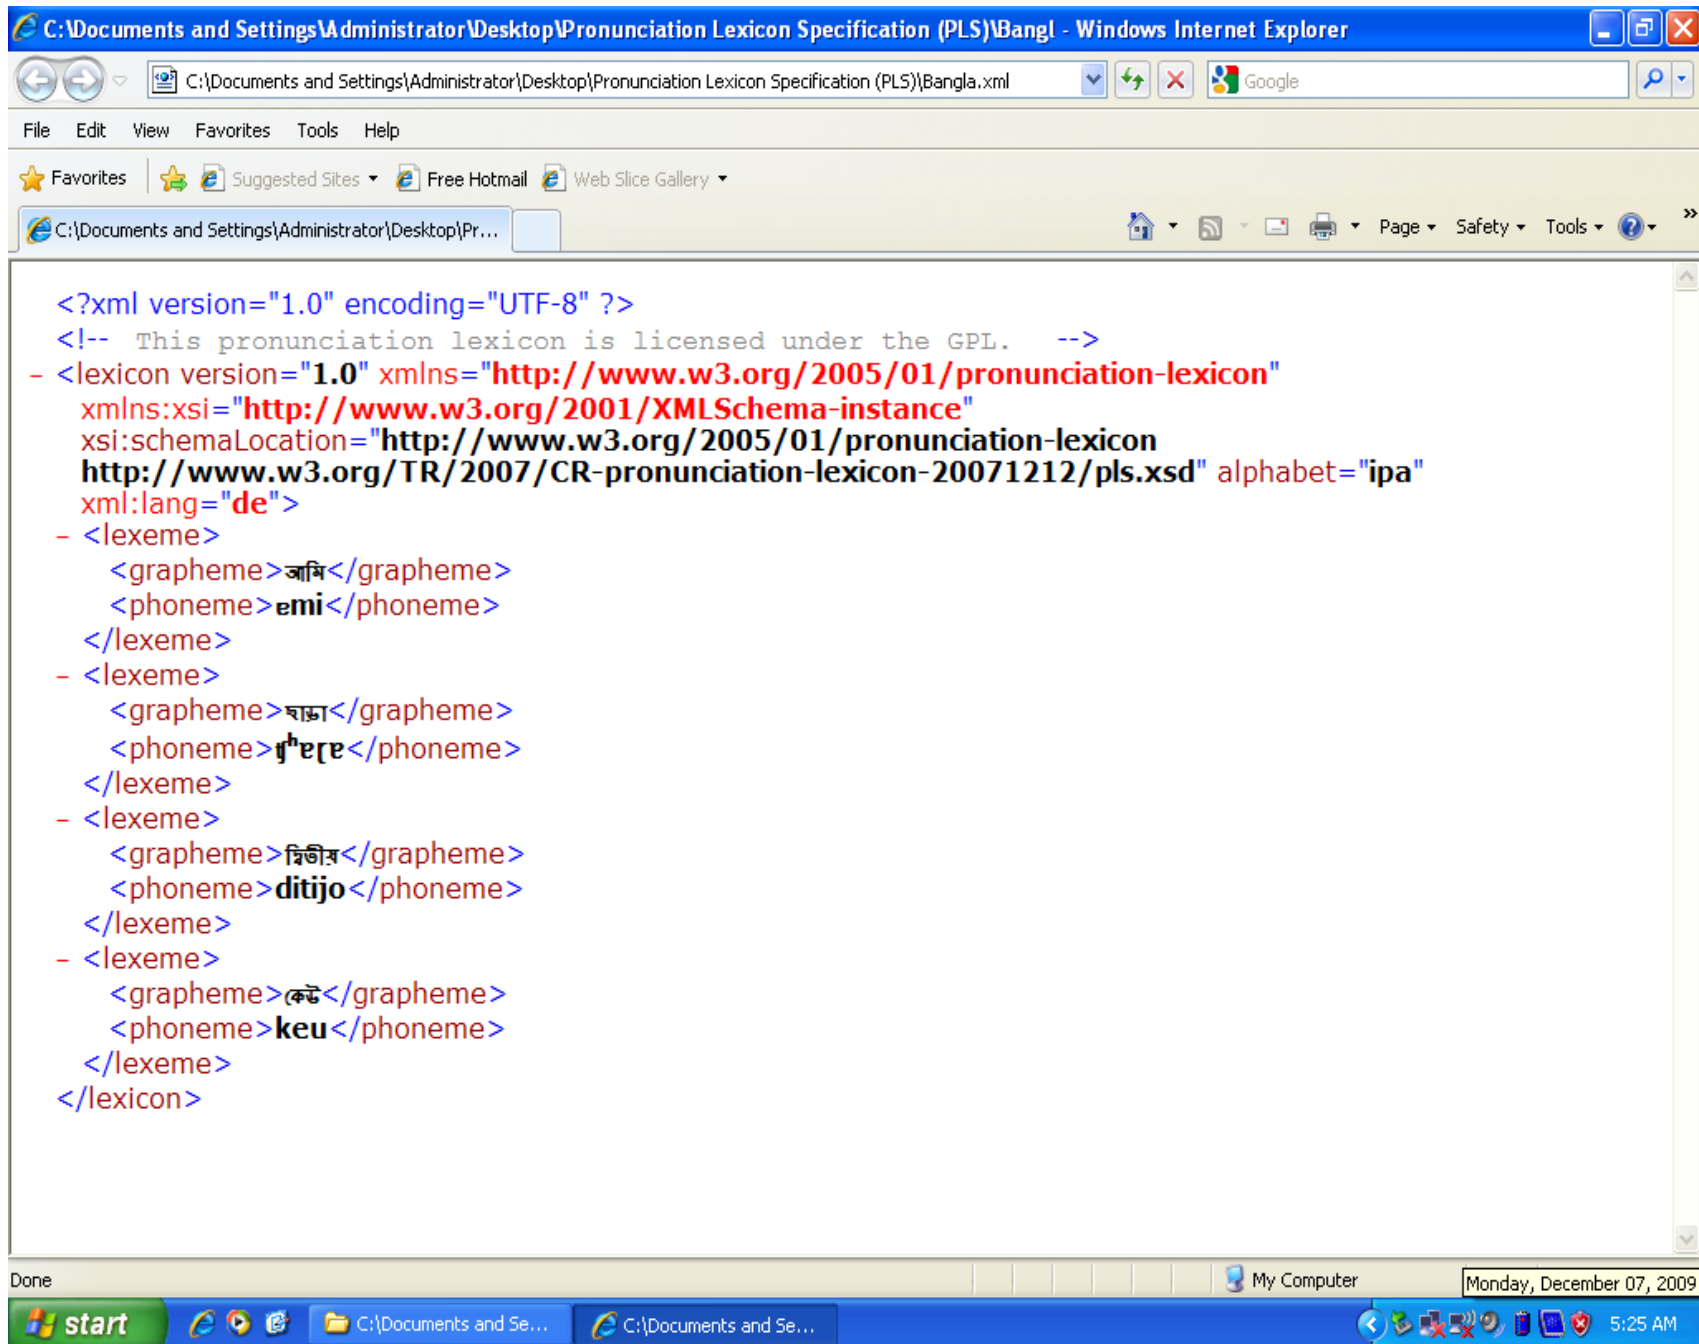 C:\Documents and Settings\Administrator\Desktop\Pronunciation Lexicon Specification (PLS)\Bangl - Windows Internet Explorer
C:\Documents and Settings\Administrator\Desktop\Pronunciation Lexicon Specification (PLS)\Bangla.xml Google
File Edit View Favorites Tools Help
Favorites Suggested Sites Free Hotmail Web Slice Gallery
C:\Documents and Settings\Administrator\Desktop\Pr... Page Safety Tools »
<?xml version="1.0" encoding="UTF-8" ?>
<!-- This pronunciation lexicon is licensed under the GPL. -->
- <lexicon version="1.0" xmlns="http://www.w3.org/2005/01/pronunciation-lexicon"
xmlns:xsi="http://www.w3.org/2001/XMLSchema-instance"
xsi:schemaLocation="http://www.w3.org/2005/01/pronunciation-lexicon
http://www.w3.org/TR/2007/CR-pronunciation-lexicon-20071212/pls.xsd" alphabet="ipa"
xml:lang="de">
- <lexeme>
<grapheme>আমি</grapheme>
<phoneme>ɐmi</phoneme>
</lexeme>
- <lexeme>
<grapheme>ছাড়া</grapheme>
<phoneme>ʧʰɐɽɐ</phoneme>
</lexeme>
- <lexeme>
<grapheme>দ্বিতীয়</grapheme>
<phoneme>ditijo</phoneme>
</lexeme>
- <lexeme>
<grapheme>কেউ</grapheme>
<phoneme>keu</phoneme>
</lexeme>
</lexicon>
Done My Computer Monday, December 07, 2009
start C:\Documents and Se... C:\Documents and Se... 5:25 AM